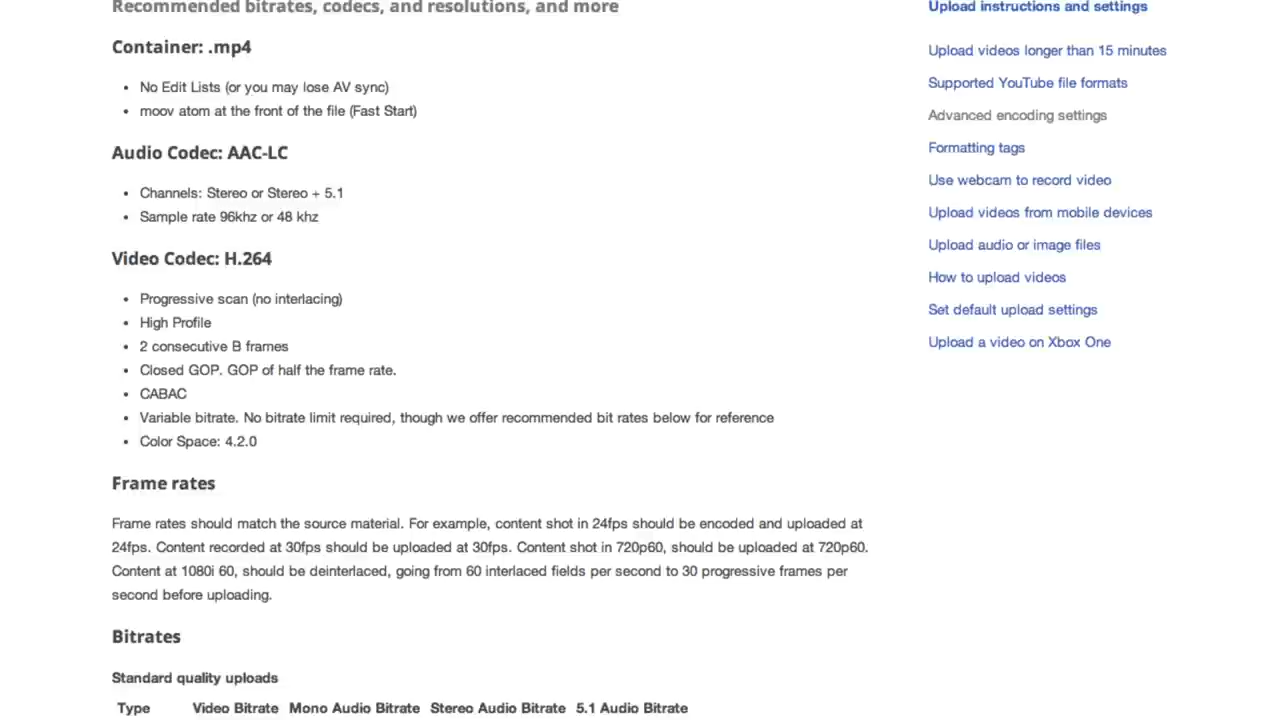 Recommended bitrates, codecs, and resolutions, and more
Container: .mp4
No Edit Lists (or you may lose AV sync)
moov atom at the front of the file (Fast Start)
Audio Codec: AAC-LC
Channels: Stereo or Stereo + 5.1
Sample rate 96khz or 48 khz
Video Codec: H.264
Progressive scan (no interlacing)
High Profile
2 consecutive B frames
Closed GOP. GOP of half the frame rate.
CABAC
Variable bitrate. No bitrate limit required, though we offer recommended bit rates below for reference
Color Space: 4.2.0
Frame rates
Frame rates should match the source material. For example, content shot in 24fps should be encoded and uploaded at
24fps. Content recorded at 30fps should be uploaded at 30fps. Content shot in 720p60, should be uploaded at 720p60.
Content at 1080i 60, should be deinterlaced, going from 60 interlaced fields per second to 30 progressive frames per
second before uploading.
Bitrates
Standard quality uploads
Type Video Bitrate Mono Audio Bitrate Stereo Audio Bitrate 5.1 Audio Bitrate
Upload instructions and settings
Upload videos longer than 15 minutes
Supported YouTube file formats
Advanced encoding settings
Formatting tags
Use webcam to record video
Upload videos from mobile devices
Upload audio or image files
How to upload videos
Set default upload settings
Upload a video on Xbox One